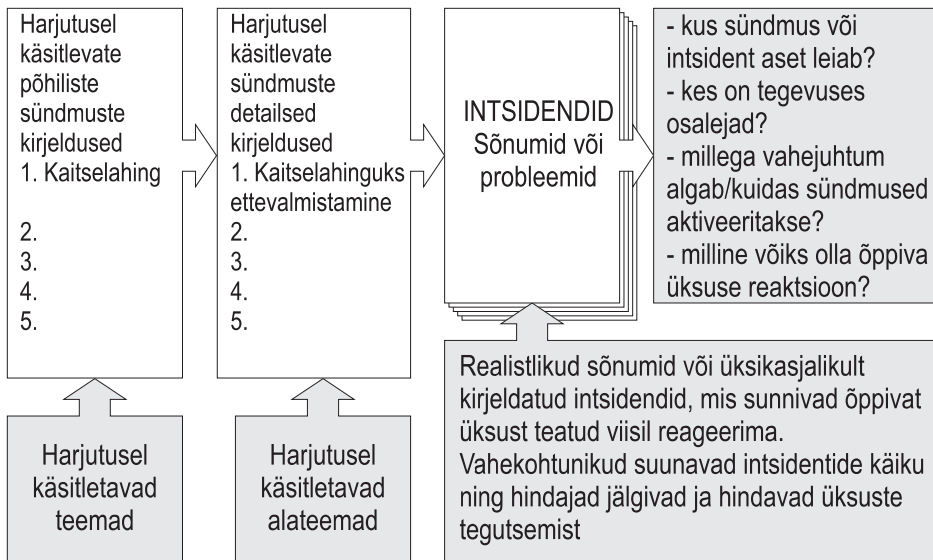 Harjutusel
käsitlevate
põhiliste
sündmuste
kirjeldused
1. Kaitselahing
2.
3.
4.
5.
Harjutusel
käsitlevate
sündmuste
detailsed
kirjeldused
1. Kaitselahinguks
ettevalmistamine
2.
3.
4.
5.
INTSIDENDID
Sõnumid või
probleemid
- kus sündmus või
intsident aset leiab?
- kes on tegevuses
osalejad?
- millega vahejuhtum
algab/kuidas sündmused
aktiveeritakse?
- milline võiks olla õppiva
üksuse reaktsioon?
Harjutusel
käsitletavad
teemad
Harjutusel
käsitletavad
alateemad
Realistlikud sõnumid või üksikasjalikult
kirjeldatud intsidendid, mis sunnivad õppivat
üksust teatud viisil reageerima.
Vahekohtunikud suunavad intsidentide käiku
ning hindajad jälgivad ja hindavad üksuste
tegutsemist